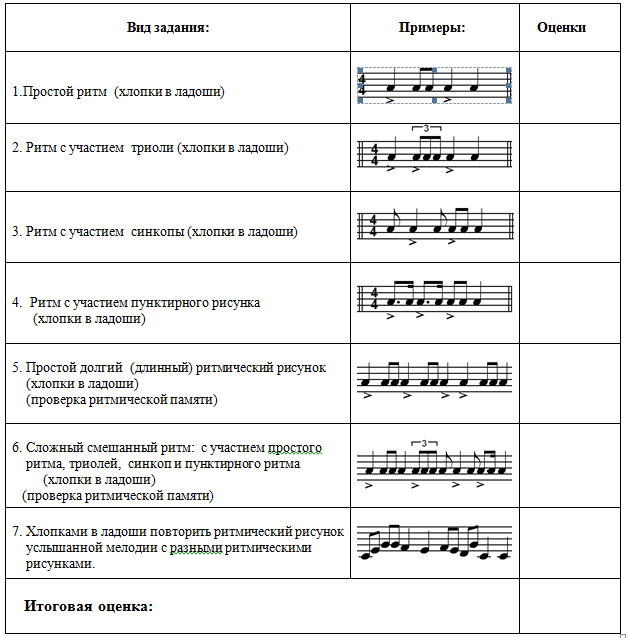 Вид задания:
Примеры:
Оценки
1.Простой ритм (хлопки в ладоши)
4
4
2. Ритм с участием триоли (хлопки в ладоши)
3
4
4
3. Ритм с участием синкопы (хлопки в ладоши)
4
4
4. Ритм с участием пунктирного рисунка
(хлопки в ладоши)
4
4
5. Простой долгий (длинный) ритмический рисунок
(хлопки в ладоши)
(проверка ритмической памяти)
6. Сложный смешанный ритм: с участием простого
ритма, триолей, синкоп и пунктирного ритма
(хлопки в ладоши)
(проверка ритмической памяти)
3
7. Хлопками в ладоши повторить ритмический рисунок
услышанной мелодии с разными ритмическими
рисунками.
Итоговая оценка: